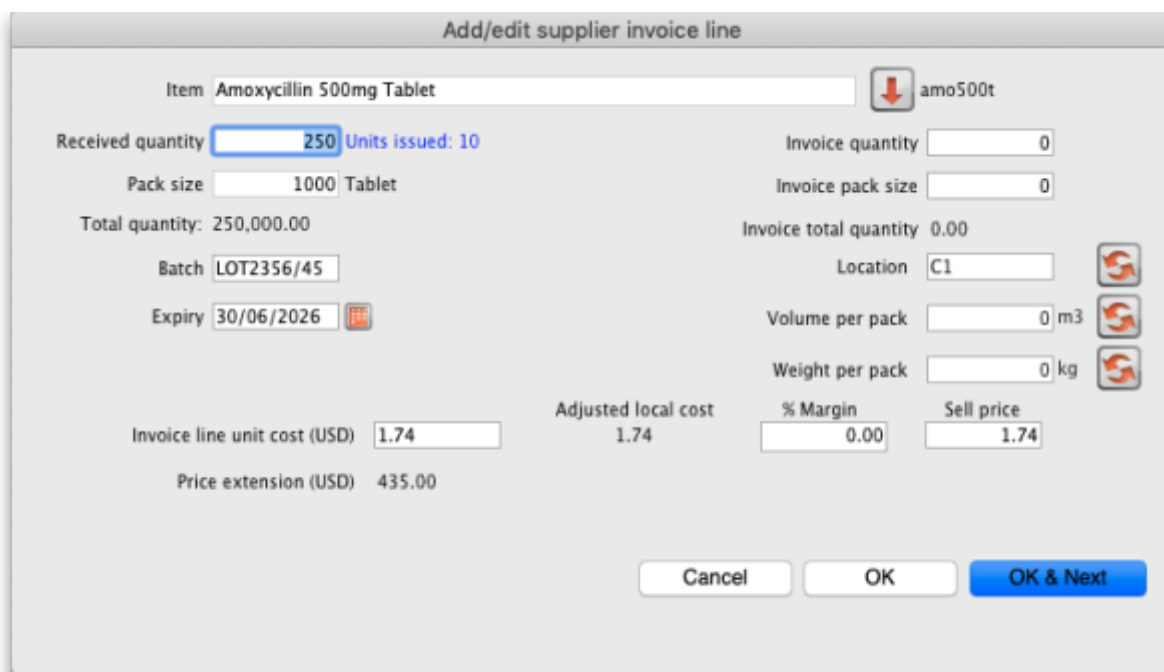 Add/edit supplier invoice line
Item Amoxycillin 500mg Tablet amo500t
Received quantity 250 Units issued: 10 Invoice quantity 0
Pack size 1000 Tablet Invoice pack size 0
Total quantity: 250,000.00 Invoice total quantity 0.00
Batch LOT2356/45 Location C1
Expiry 30/06/2026 Volume per pack 0 m3
Weight per pack 0 kg
Adjusted local cost % Margin Sell price
Invoice line unit cost (USD) 1.74 1.74 0.00 1.74
Price extension (USD) 435.00
Cancel OK OK & Next